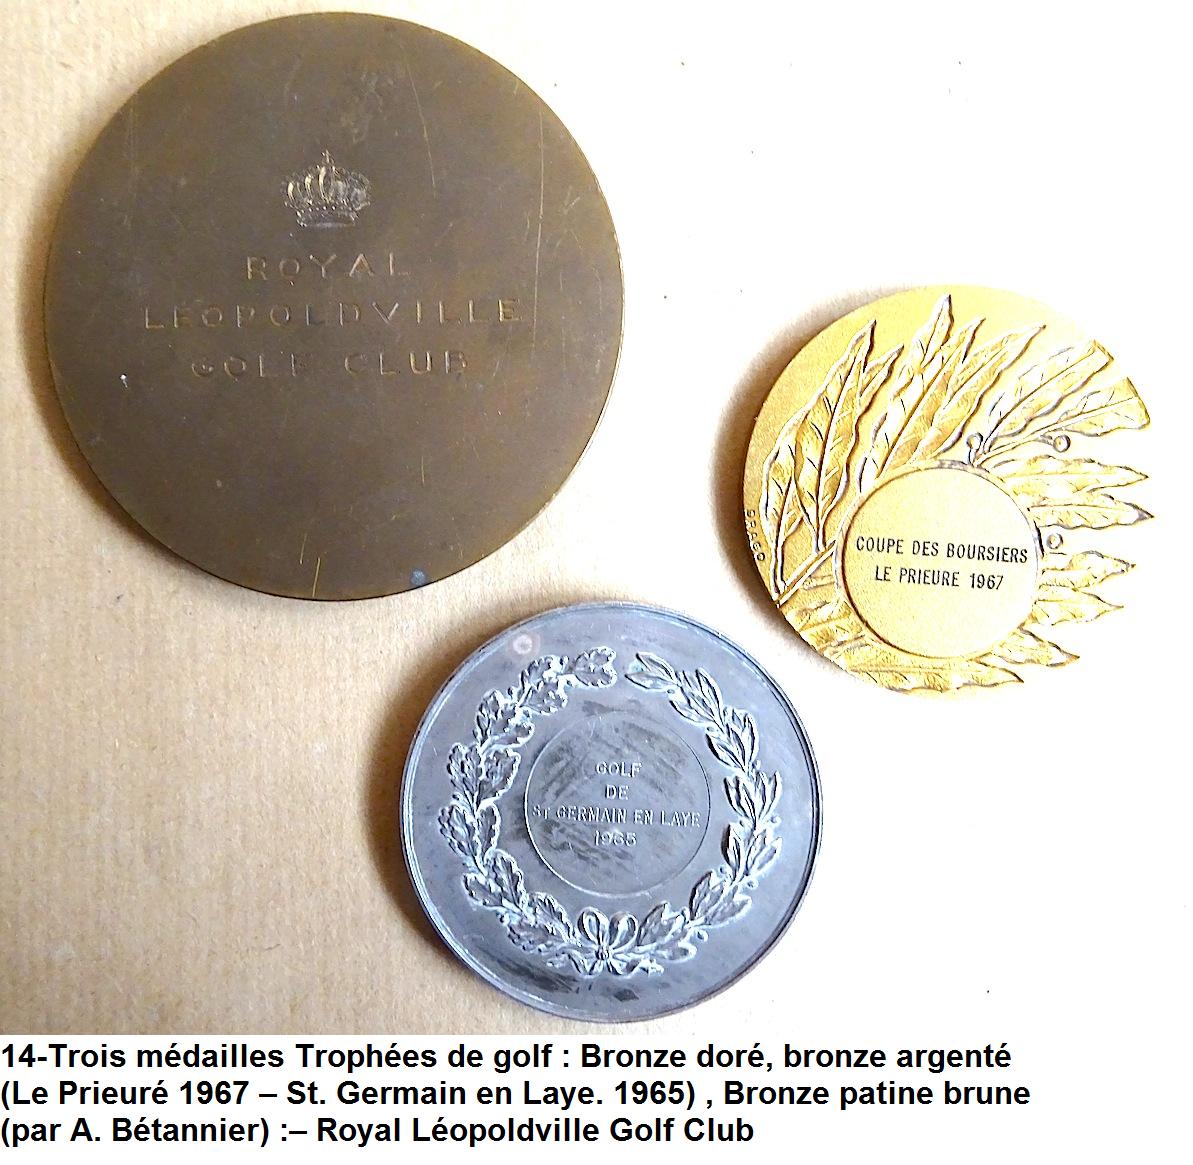 ROYAL
LEOPOLDVILLE
GOLF CLUB
DRAGO
COUPE DES BOURSIERS
LE PRIEURE 1967
GOLF
DE
ST GERMAIN EN LAYE
1965
14-Trois médailles Trophées de golf : Bronze doré, bronze argenté
(Le Prieuré 1967 – St. Germain en Laye. 1965) , Bronze patine brune
(par A. Bétannier) :– Royal Léopoldville Golf Club